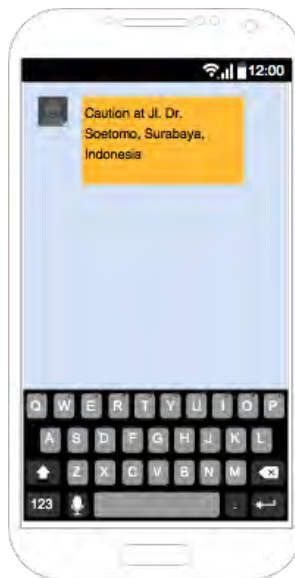 12:00
Caution at Jl. Dr.
Soetomo, Surabaya,
Indonesia
Q W E R T Y U I O P
A S D F G H J K L
Z X C V B N M
123 .